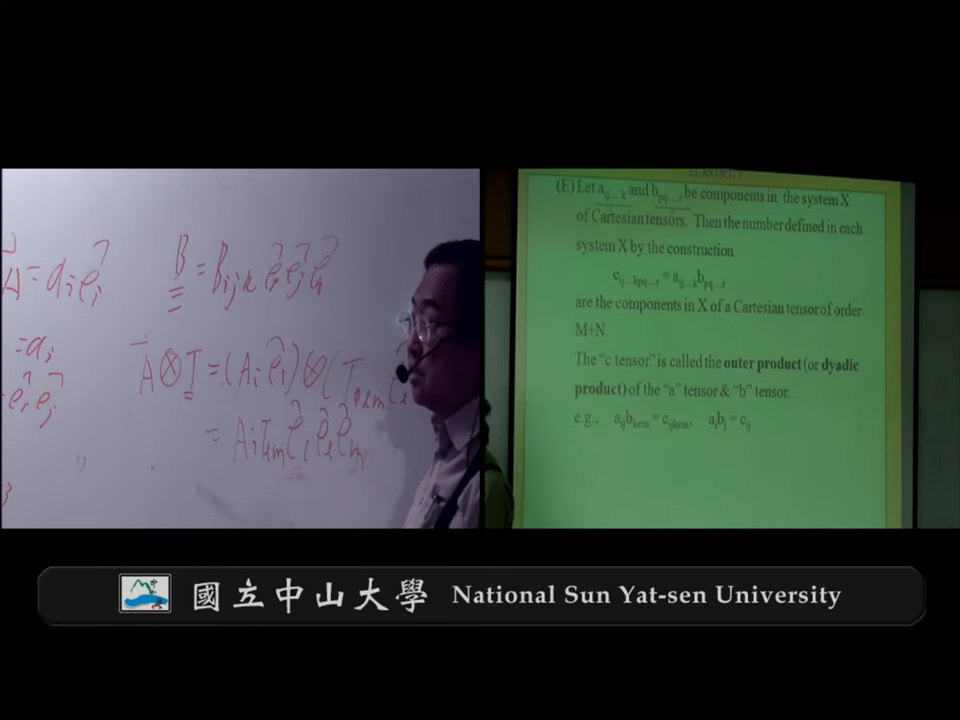 A = a_i e_i
B = B_ijk e_i e_j e_k
= a_i
e_i e_j
A ⊗ T = (A_i e_i) ⊗ (T_lm e
= A_i T_lm e_i e_l e_m
ELASTICITY
(E) Let a_ij...k and b_pq...r be components in the system X
of Cartesian tensors. Then the number defined in each
system X by the construction
c_ij...kpq...r = a_ij...k b_pq...r
are the components in X of a Cartesian tensor of order
M+N.
The "c tensor" is called the outer product (or dyadic
product) of the "a" tensor & "b" tensor.
e.g., a_ij b_kem = c_ijkem, a_i b_j = c_ij
國立中山大學 National Sun Yat-sen University